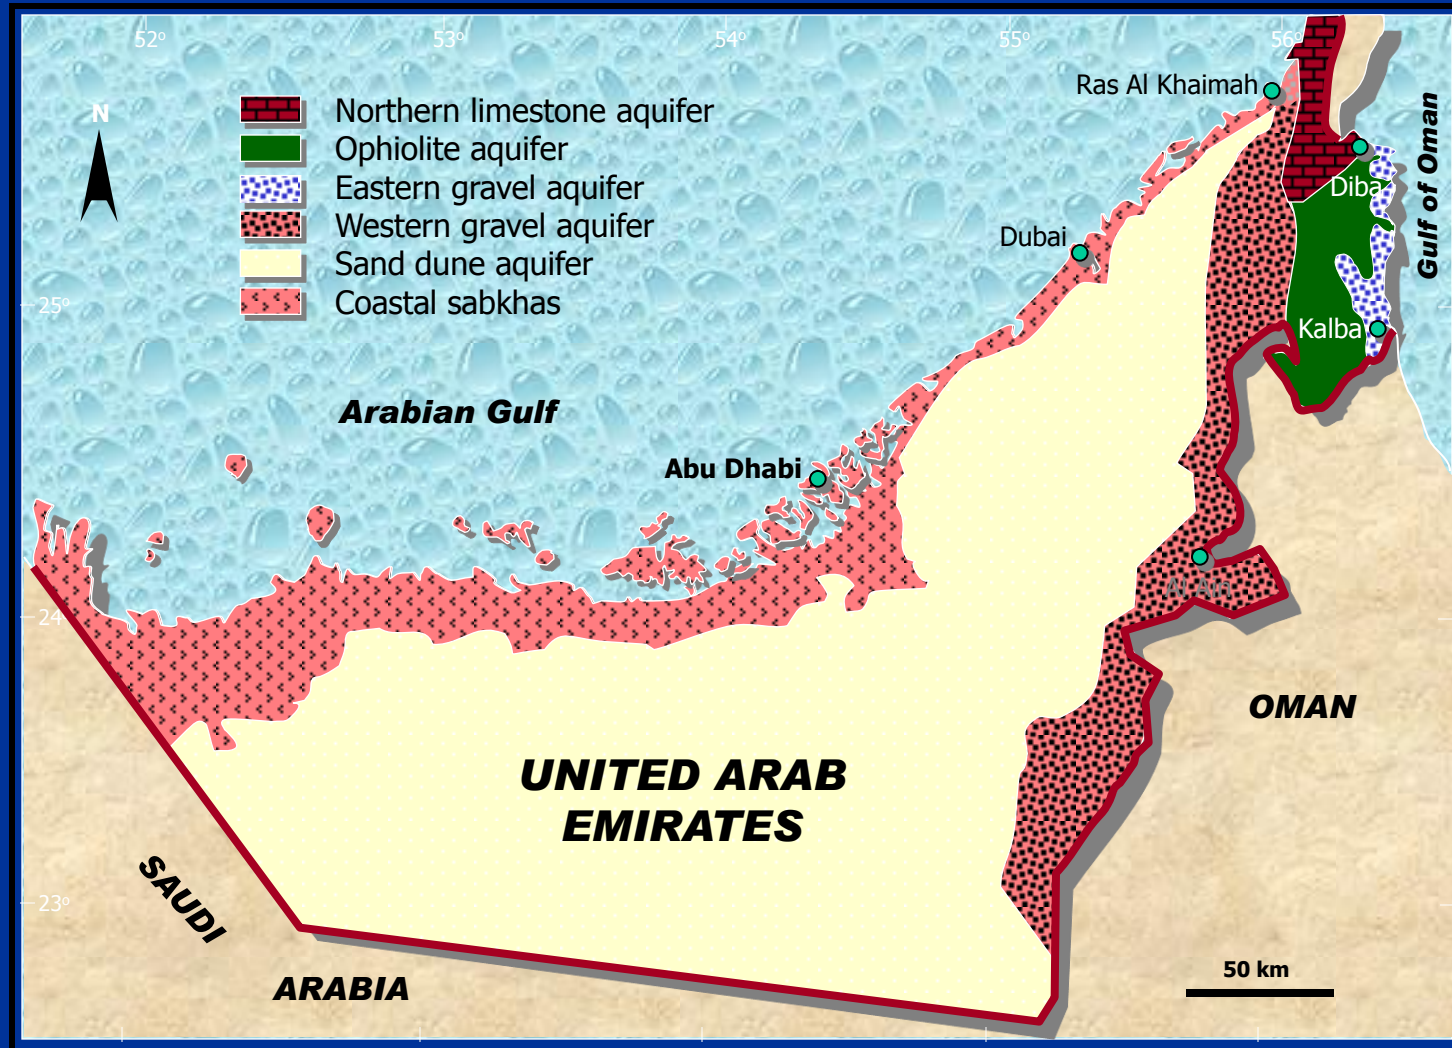 52°
53°
54°
55°
56°
N
Northern limestone aquifer
Ophiolite aquifer
Eastern gravel aquifer
Western gravel aquifer
Sand dune aquifer
Coastal sabkhas
Ras Al Khaimah
Diba
Gulf of Oman
Dubai
25°
Kalba
Arabian Gulf
Abu Dhabi
Al Ain
24
OMAN
UNITED ARAB
EMIRATES
23°
SAUDI
ARABIA
50 km